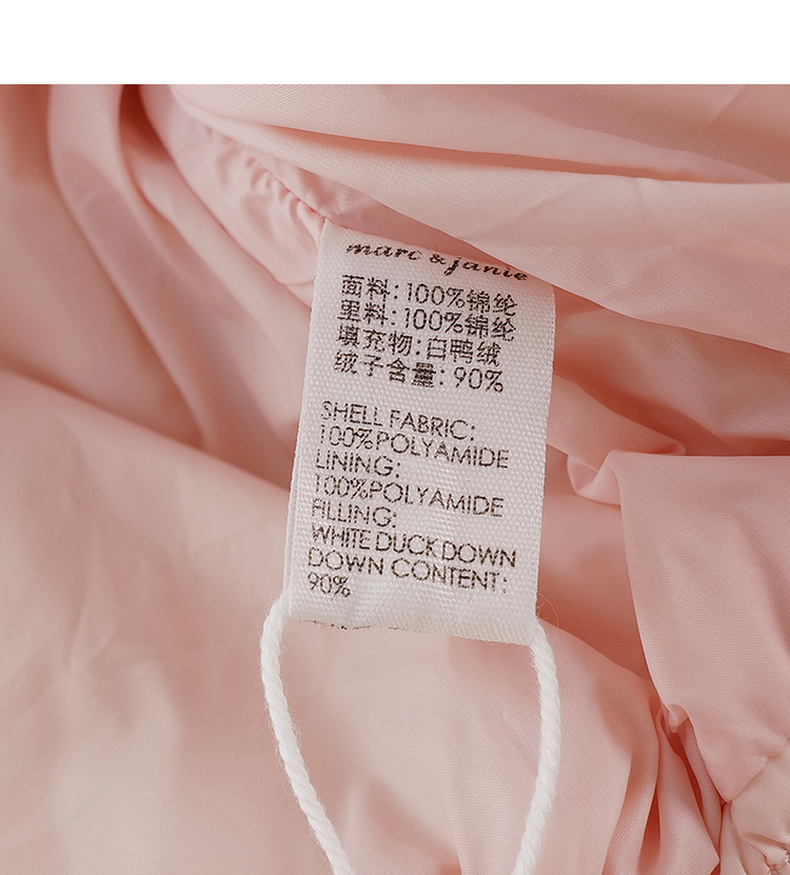 marc & janie
面料:100%锦纶
里料:100%锦纶
填充物:白鸭绒
绒子含量:90%
SHELL FABRIC:
100%POLYAMIDE
LINING:
100%POLYAMIDE
FILLING:
WHITE DUCK DOWN
DOWN CONTENT:
90%